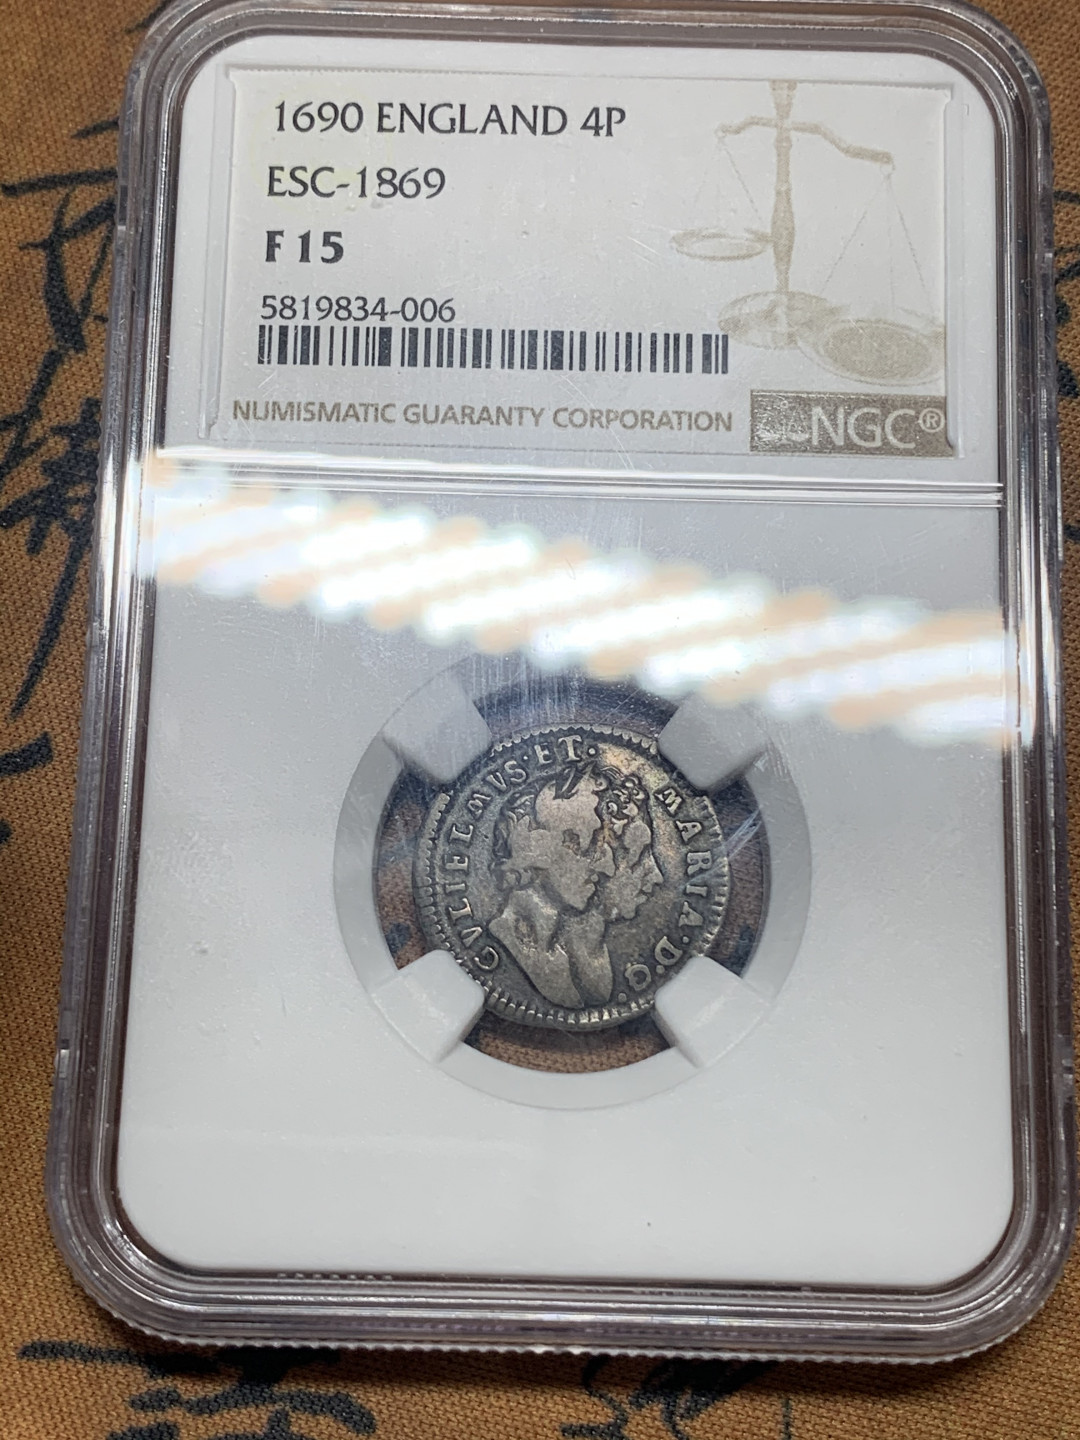 1690 ENGLAND 4P
ESC-1869
F 15
5819834-006
NUMISMATIC GUARANTY CORPORATION
NGC®
GVLIELMVS·ET·MARIA·D·G·